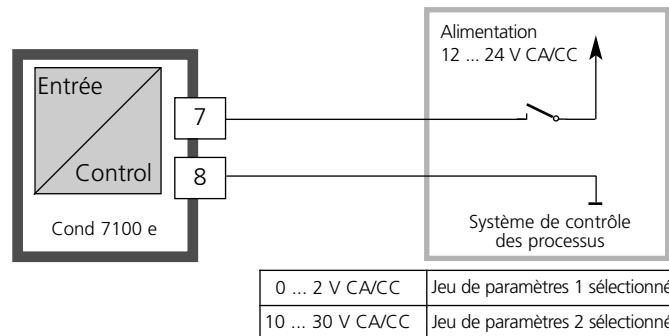 Alimentation
12 ... 24 V CA/CC
Entrée
Control
7
8
Cond 7100 e
Système de contrôle
des processus
0 ... 2 V CA/CC Jeu de paramètres 1 sélectionné
10 ... 30 V CA/CC Jeu de paramètres 2 sélectionné